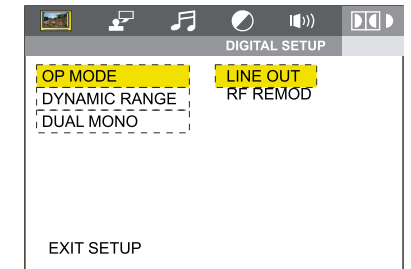 DIGITAL SETUP
OP MODE
LINE OUT
DYNAMIC RANGE
RF REMOD
DUAL MONO
EXIT SETUP